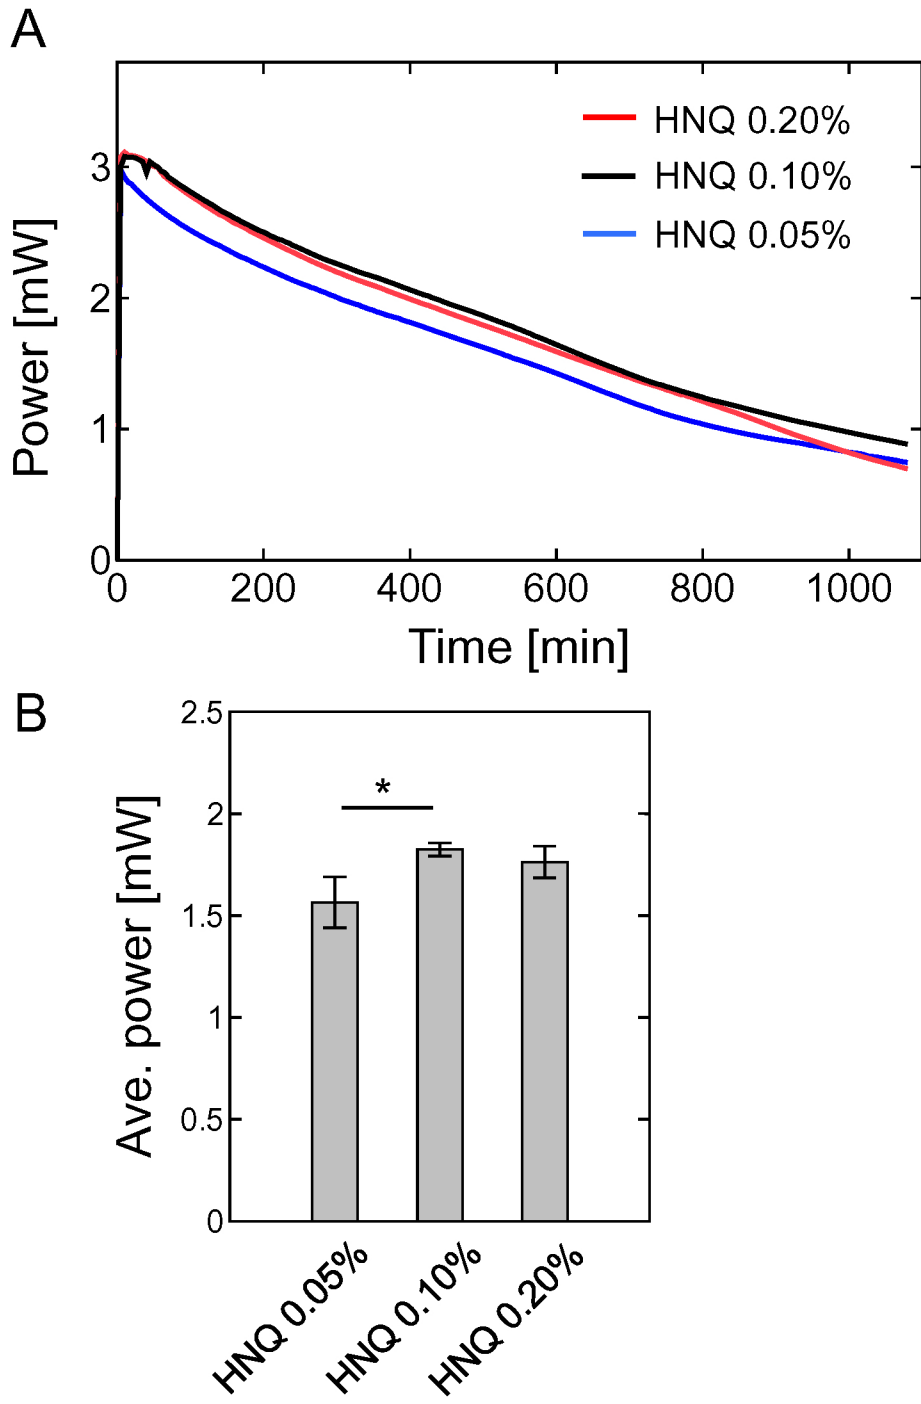 A
HNQ 0.20%
HNQ 0.10%
HNQ 0.05%
3
2
1
0
Power [mW]
0 200 400 600 800 1000
Time [min]
B
2.5
2
1.5
1
0.5
0
Ave. power [mW]
*
HNQ 0.05%
HNQ 0.10%
HNQ 0.20%